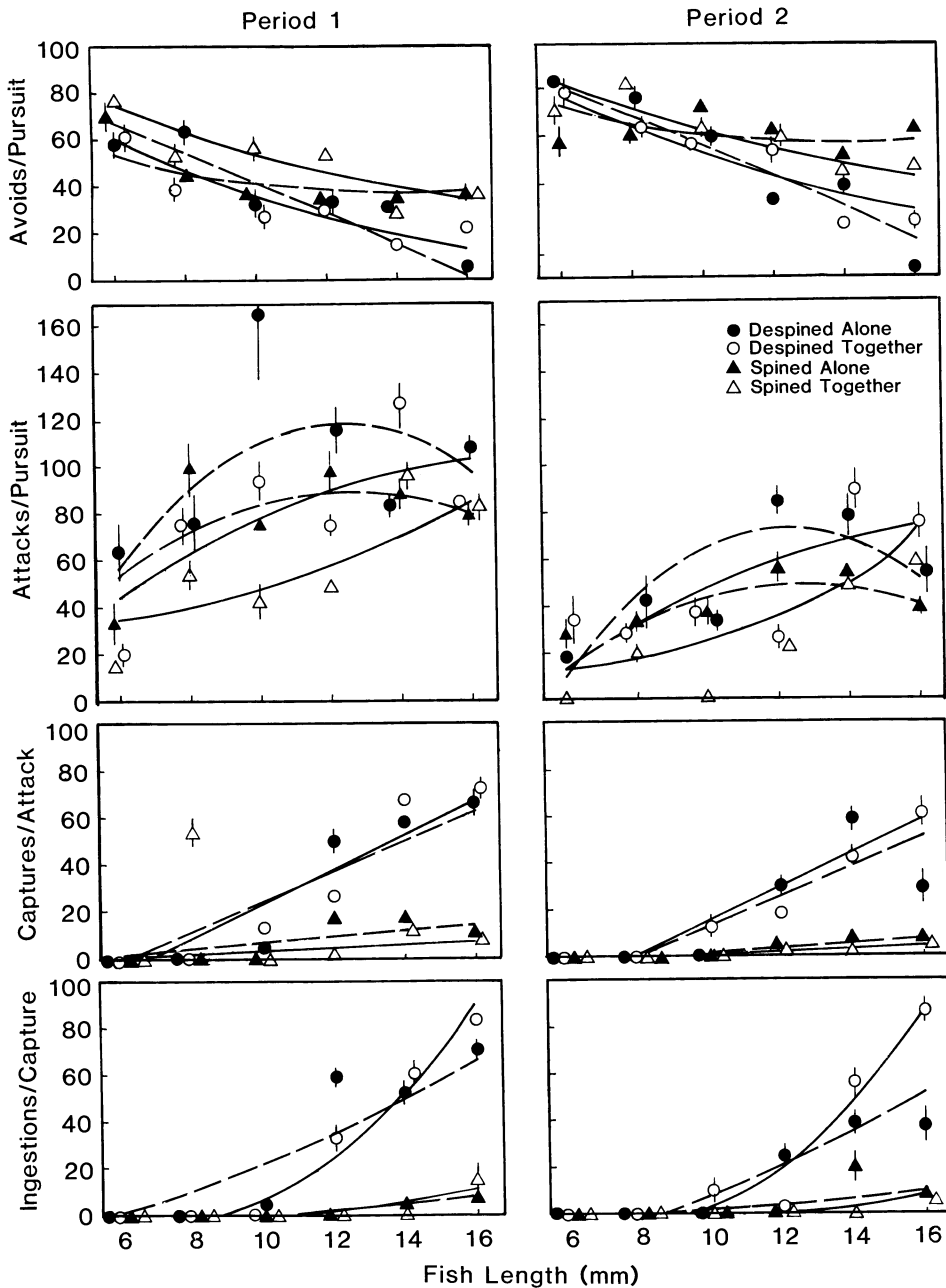 Period 1
Period 2
Avoids/Pursuit
100
80
60
40
20
0
Attacks/Pursuit
160
140
120
100
80
60
40
20
0
Despined Alone
Despined Together
Spined Alone
Spined Together
Captures/Attack
100
80
60
40
20
0
Ingestions/Capture
100
80
60
40
20
0
6 8 10 12 14 16
6 8 10 12 14 16
Fish Length (mm)